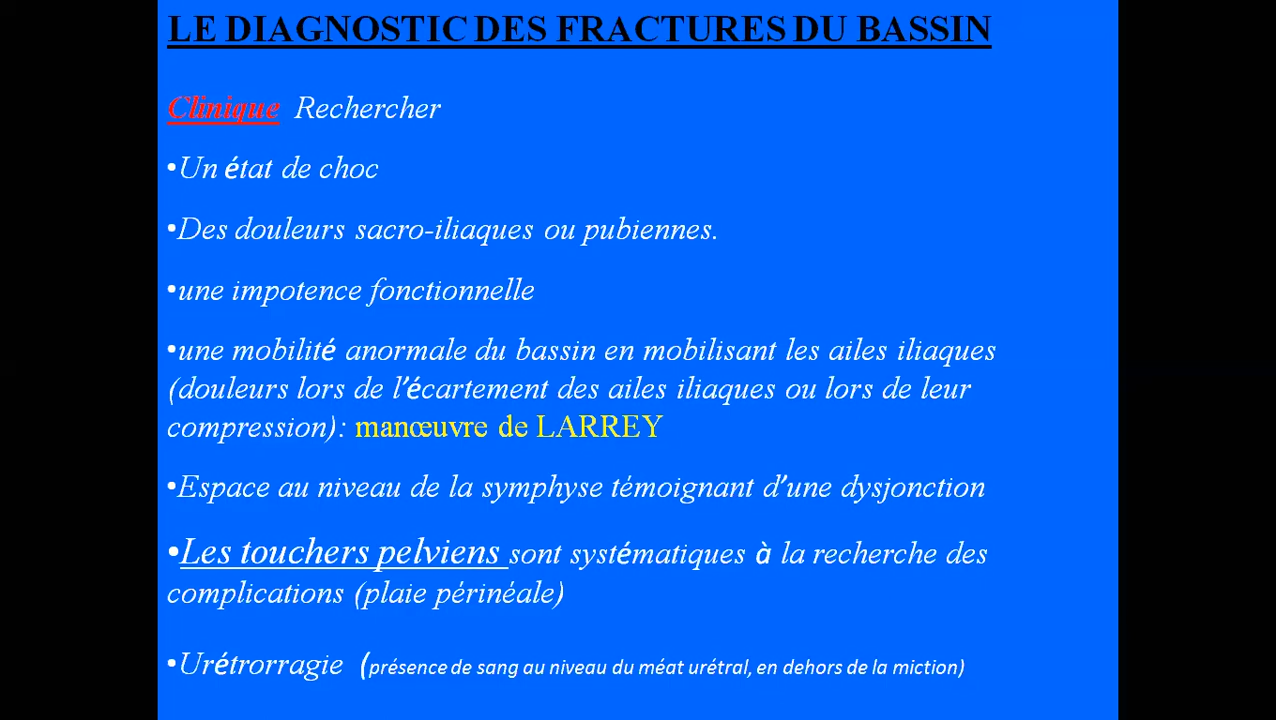 LE DIAGNOSTIC DES FRACTURES DU BASSIN
Clinique Rechercher
•Un état de choc
•Des douleurs sacro-iliaques ou pubiennes.
•une impotence fonctionnelle
•une mobilité anormale du bassin en mobilisant les ailes iliaques
(douleurs lors de l’écartement des ailes iliaques ou lors de leur
compression): manœuvre de LARREY
•Espace au niveau de la symphyse témoignant d’une dysjonction
•Les touchers pelviens sont systématiques à la recherche des
complications (plaie périnéale)
•Urétrorragie (présence de sang au niveau du méat urétral, en dehors de la miction)